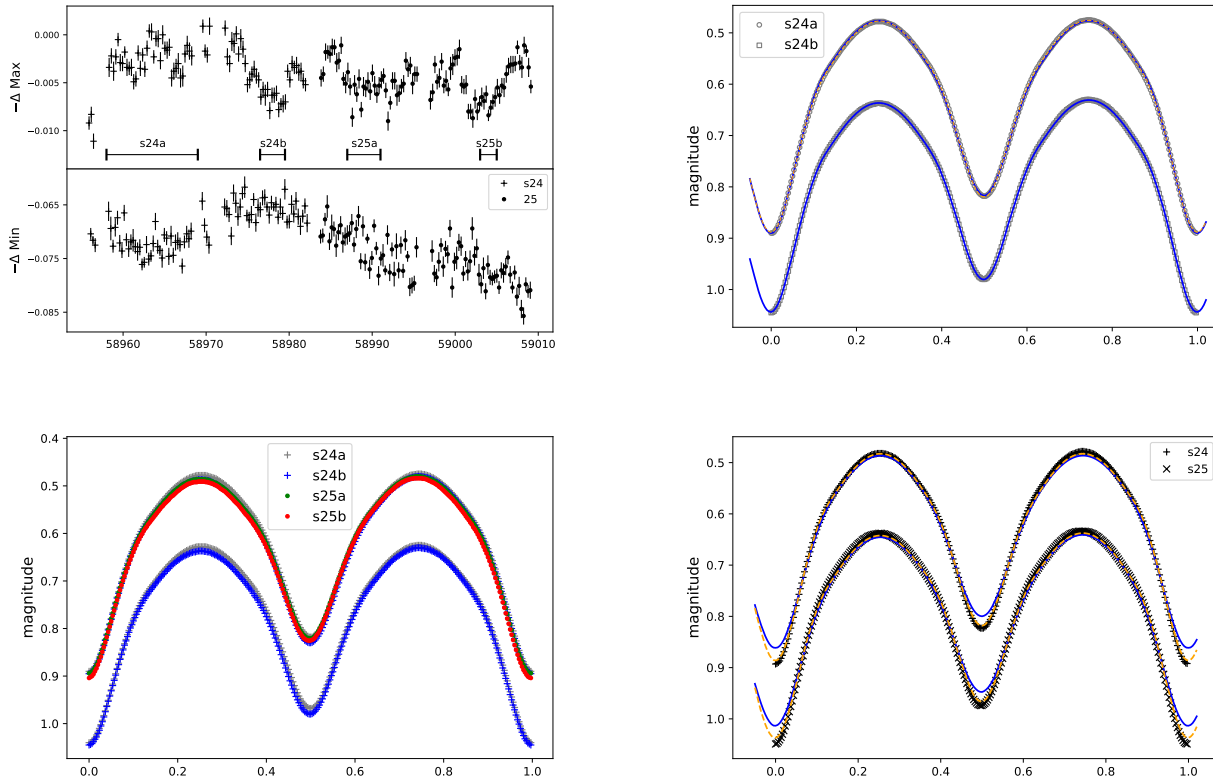 0.000
−0.005
−0.010
−Δ Max
s24a
s24b
s25a
s25b
−0.065
−0.075
−0.085
−Δ Min
s24
25
58960
58970
58980
58990
59000
59010
0.5
0.6
0.7
0.8
0.9
1.0
magnitude
s24a
s24b
0.0
0.2
0.4
0.6
0.8
1.0
0.4
0.5
0.6
0.7
0.8
0.9
1.0
magnitude
s24a
s24b
s25a
s25b
0.0
0.2
0.4
0.6
0.8
1.0
0.5
0.6
0.7
0.8
0.9
1.0
magnitude
s24
s25
0.0
0.2
0.4
0.6
0.8
1.0